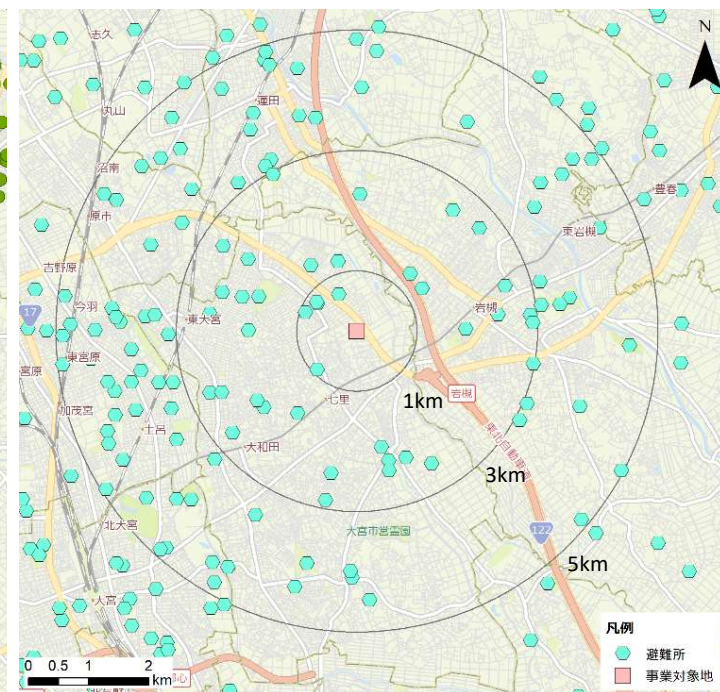 志久
N
蓮田
丸山
沼南
原市
豊春
東岩槻
吉野原
今羽
17
岩槻
東大宮
東宮原
宮原
岩槻
1km
七里
加茂宮
土呂
東北自動車道
大和田
3km
北大宮
大宮市営霊園
122
5km
大宮
凡例
避難所
事業対象地
0 0.5 1 2
km